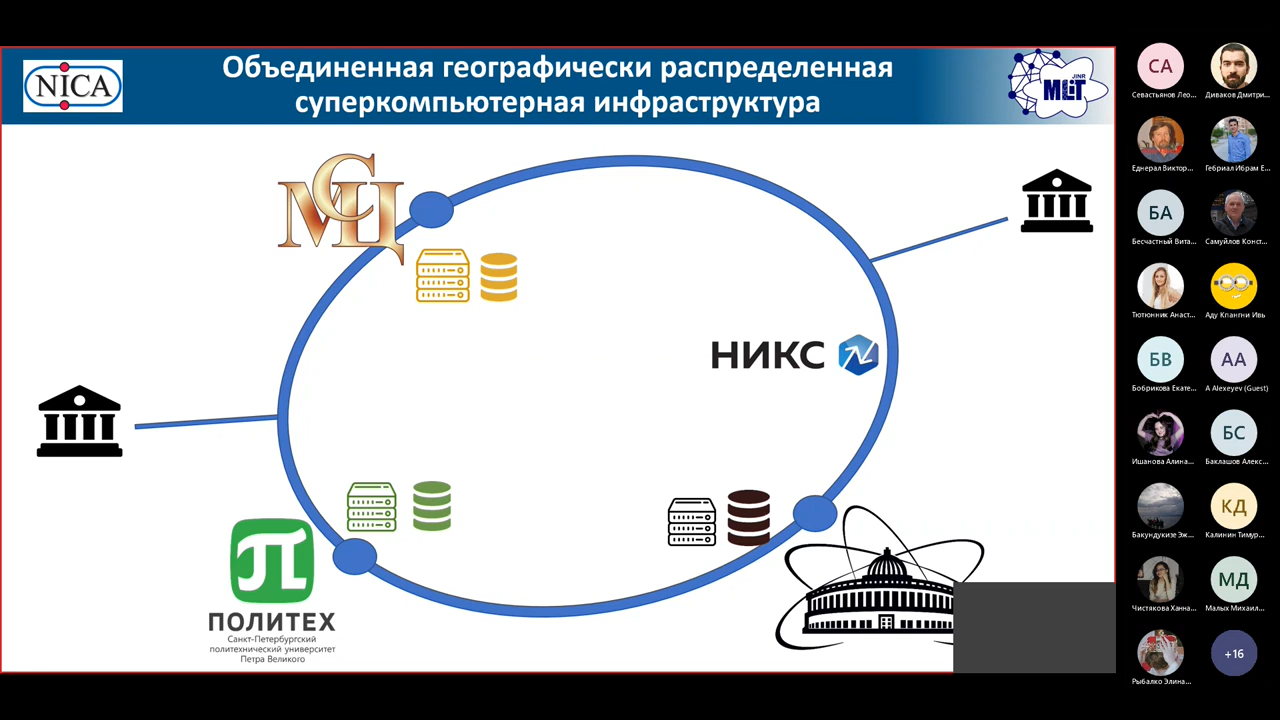 Объединенная географически распределенная
суперкомпьютерная инфраструктура
NICA
MLIT
JINR
МСЦ
НИКС
ПОЛИТЕХ
Санкт-Петербургский
политехнический университет
Петра Великого
СА
Севастьянов Лео...
Диваков Дмитри...
Еднерал Виктор...
Гебриал Ибрам Е...
БА
Бесчастный Вита...
Самуйлов Конст...
Тютюнник Анаст...
Аду Кпангни Ивь
БВ
Бобрикова Екате...
АА
A Alexeyev (Guest)
Ишанова Алина...
БС
Баклашов Алекс...
Бакундукизе Эж...
КД
Калинин Тимур...
Чистякова Ханна...
МД
Малых Михаил...
Рыбалко Элина...
+16